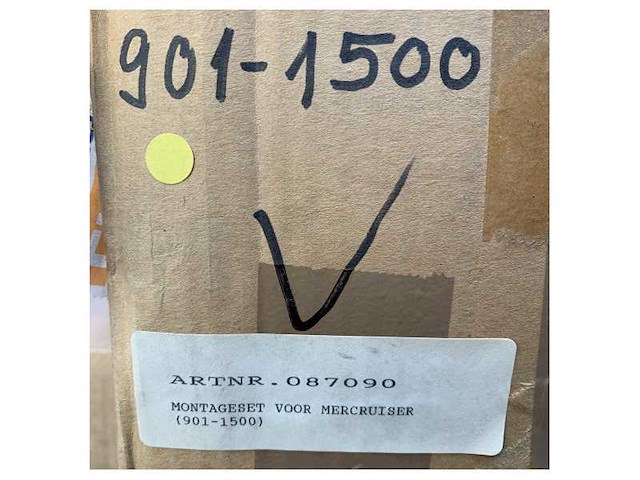 901-1500
ARTNR. 087090
MONTAGESET VOOR MERCRUISER
(901-1500)